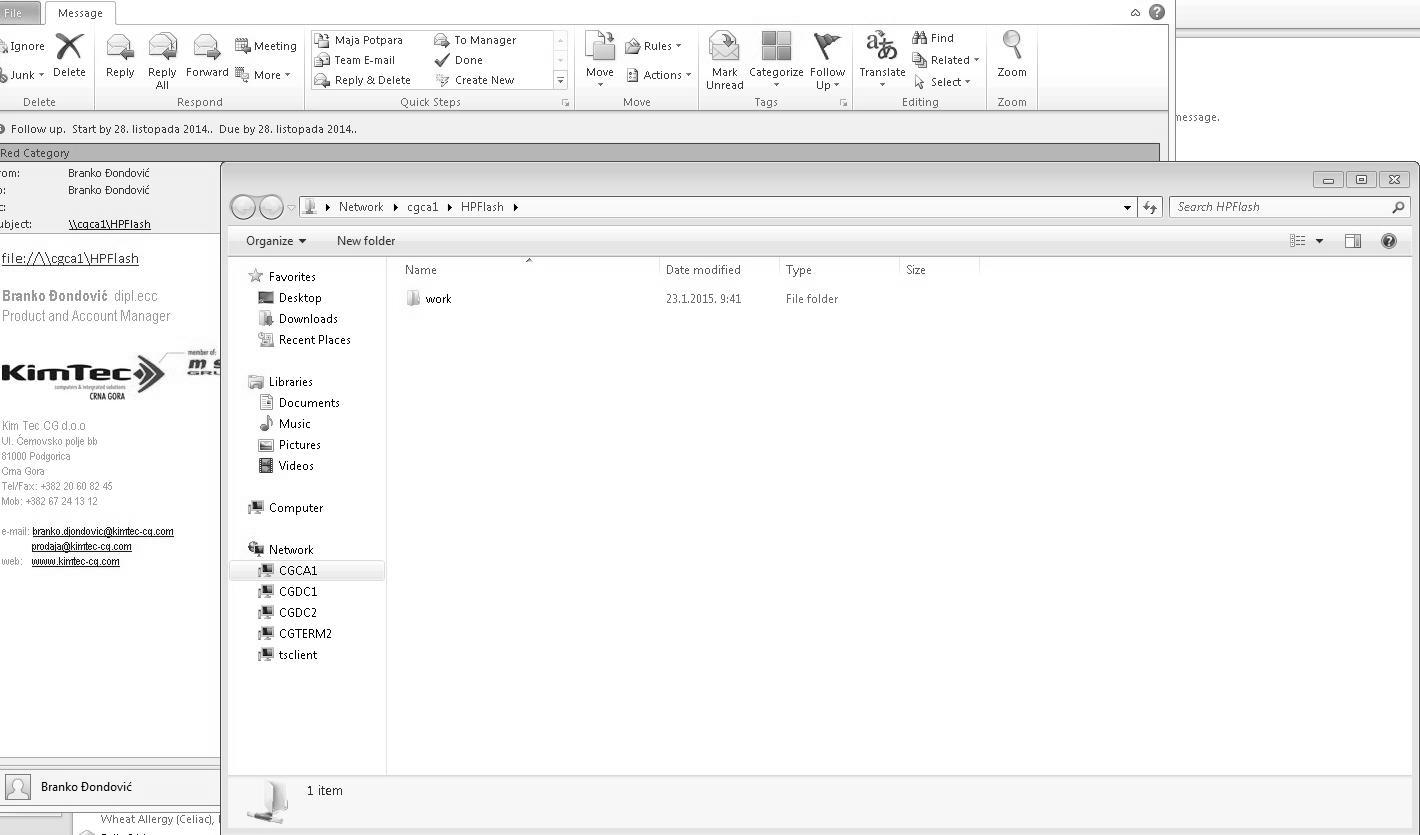 File Message
Ignore
Junk
Delete
Delete
Reply
Reply All
Forward
Meeting
More
Respond
Maja Potpara
Team E-mail
Reply & Delete
To Manager
Done
Create New
Quick Steps
Move
Rules
Actions
Move
Mark Unread
Categorize
Follow Up
Tags
Translate
Find
Related
Select
Editing
Zoom
Zoom
Follow up. Start by 28. listopada 2014.. Due by 28. listopada 2014..
message.
Red Category
rom: Branko Đondović
o: Branko Đondović
c:
ubject: \\cgca1\HPFlash
file://\\cgca1\HPFlash
Branko Đondović dipl.ecc
Product and Account Manager
member of:
KimTec
m s
GRU
computers & integrated solutions
CRNA GORA
Kim Tec CG d.o.o
Ul. Ćemovsko polje bb
81000 Podgorica
Crna Gora
Tel/Fax: +382 20 60 82 45
Mob: +382 67 24 13 12
e-mail: branko.djondovic@kimtec-cg.com
prodaja@kimtec-cg.com
web: www.kimtec-cg.com
Branko Đondović
Wheat Allergy (Celiac),
Network cgca1 HPFlash
Search HPFlash
Organize New folder
Favorites
Desktop
Downloads
Recent Places
Libraries
Documents
Music
Pictures
Videos
Computer
Network
CGCA1
CGDC1
CGDC2
CGTERM2
tsclient
Name Date modified Type Size
work 23.1.2015. 9:41 File folder
1 item